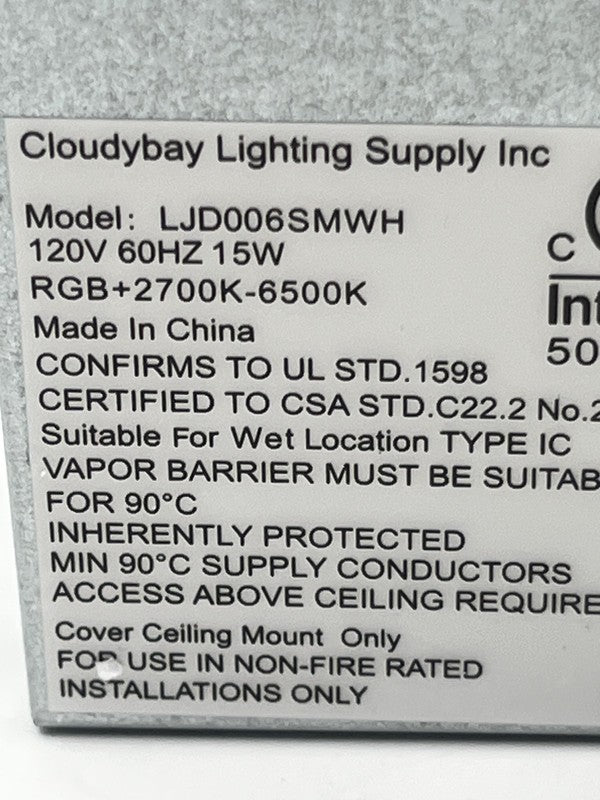 Cloudybay Lighting Supply Inc
Model: LJD006SMWH
120V 60HZ 15W
C
RGB+2700K-6500K
Made In China
50
CONFIRMS TO UL STD.1598
CERTIFIED TO CSA STD.C22.2 No.2
Suitable For Wet Location TYPE IC
VAPOR BARRIER MUST BE SUITAB
FOR 90°C
INHERENTLY PROTECTED
MIN 90°C SUPPLY CONDUCTORS
ACCESS ABOVE CEILING REQUIRE
Cover Ceiling Mount Only
FOR USE IN NON-FIRE RATED
INSTALLATIONS ONLY